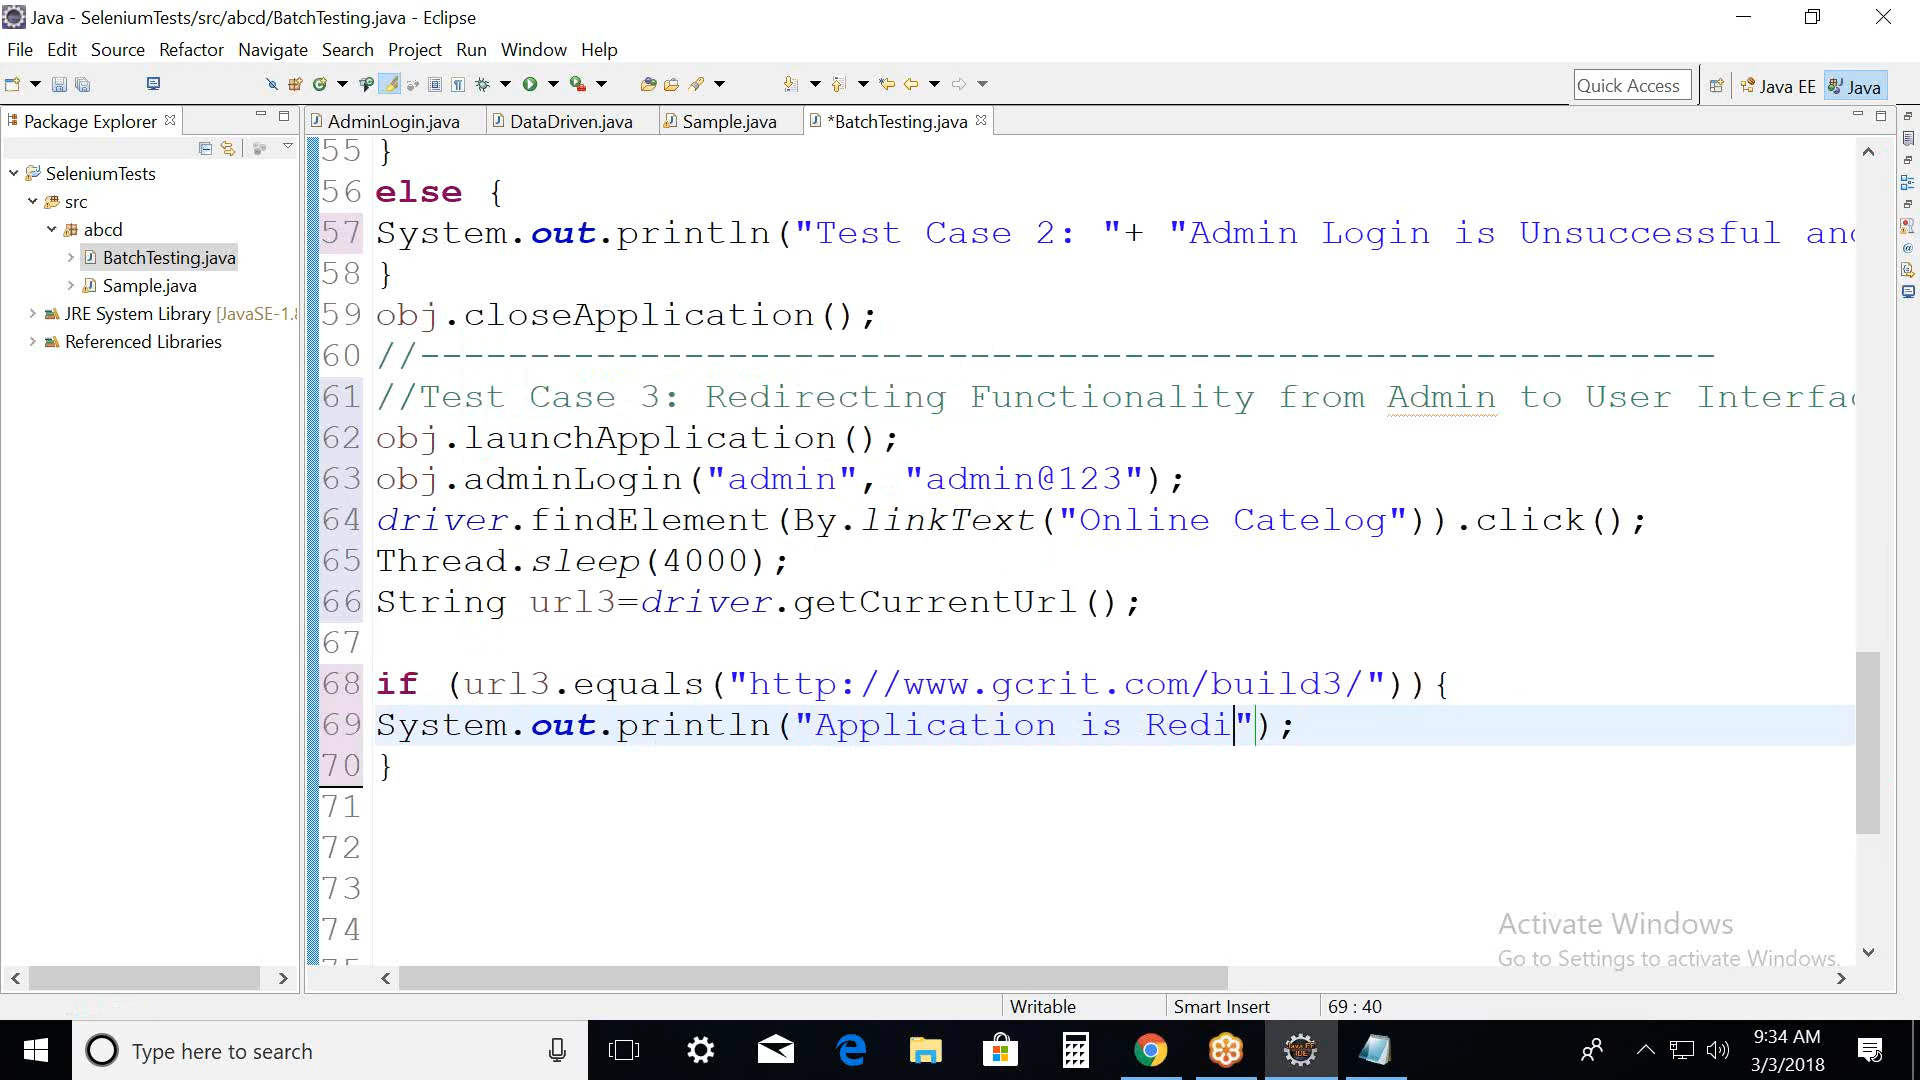 Java - SeleniumTests/src/abcd/BatchTesting.java - Eclipse
File Edit Source Refactor Navigate Search Project Run Window Help
Quick Access
Java EE
Java
Package Explorer
AdminLogin.java
DataDriven.java
Sample.java
*BatchTesting.java
SeleniumTests
src
abcd
BatchTesting.java
Sample.java
JRE System Library [JavaSE-1.8
Referenced Libraries
55 }
56 else {
57 System.out.println("Test Case 2: "+ "Admin Login is Unsuccessful and
58 }
59 obj.closeApplication();
60 //-----------------------------------------------------------
61 //Test Case 3: Redirecting Functionality from Admin to User Interfac
62 obj.launchApplication();
63 obj.adminLogin("admin", "admin@123");
64 driver.findElement(By.linkText("Online Catelog")).click();
65 Thread.sleep(4000);
66 String url3=driver.getCurrentUrl();
67
68 if (url3.equals("http://www.gcrit.com/build3/")){
69 System.out.println("Application is Redi");
70 }
71
72
73
74
Activate Windows
Go to Settings to activate Windows.
Writable
Smart Insert
69 : 40
Type here to search
9:34 AM
3/3/2018